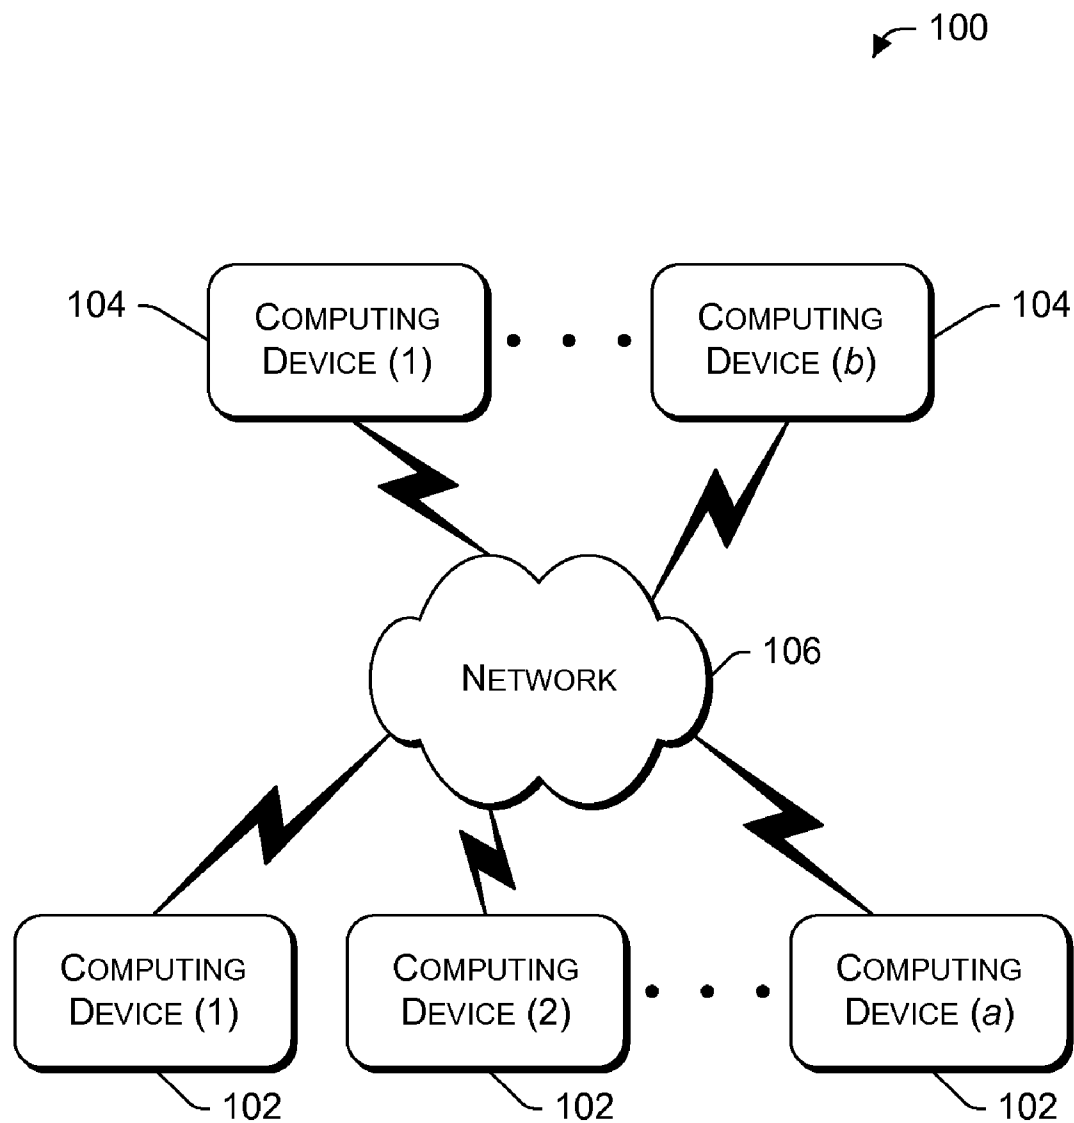 100
104
COMPUTING
DEVICE (1)
COMPUTING
DEVICE (b)
104
106
NETWORK
COMPUTING
DEVICE (1)
COMPUTING
DEVICE (2)
COMPUTING
DEVICE (a)
102
102
102